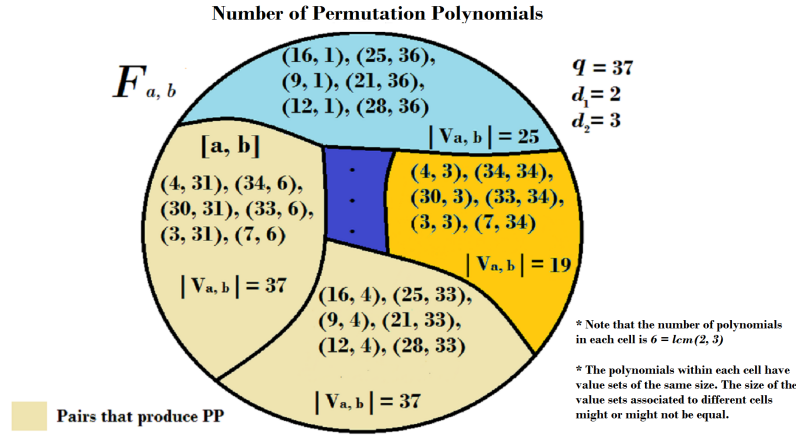 Number of Permutation Polynomials
F a, b
(16, 1), (25, 36),
(9, 1), (21, 36),
(12, 1), (28, 36)
|Va, b| = 25
q = 37
d₁= 2
d₂= 3
[a, b]
(4, 31), (34, 6),
(30, 31), (33, 6),
(3, 31), (7, 6)
|Va, b| = 37
.
.
.
(4, 3), (34, 34),
(30, 3), (33, 34),
(3, 3), (7, 34)
|Va, b| = 19
(16, 4), (25, 33),
(9, 4), (21, 33),
(12, 4), (28, 33)
|Va, b| = 37
* Note that the number of polynomials
in each cell is 6 = lcm(2, 3)
* The polynomials within each cell have
value sets of the same size. The size of the
value sets associated to different cells
might or might not be equal.
Pairs that produce PP